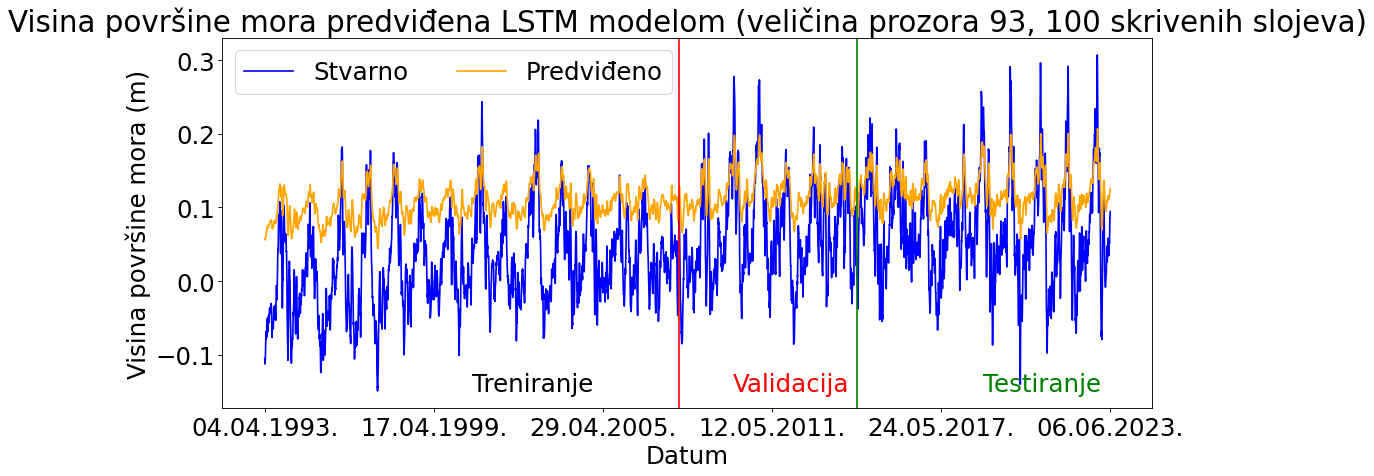 Visina površine mora predviđena LSTM modelom (veličina prozora 93, 100 skrivenih slojeva)
Stvarno Predviđeno
Visina površine mora (m)
0.3
0.2
0.1
0.0
−0.1
Treniranje Validacija Testiranje
04.04.1993. 17.04.1999. 29.04.2005. 12.05.2011. 24.05.2017. 06.06.2023.
Datum